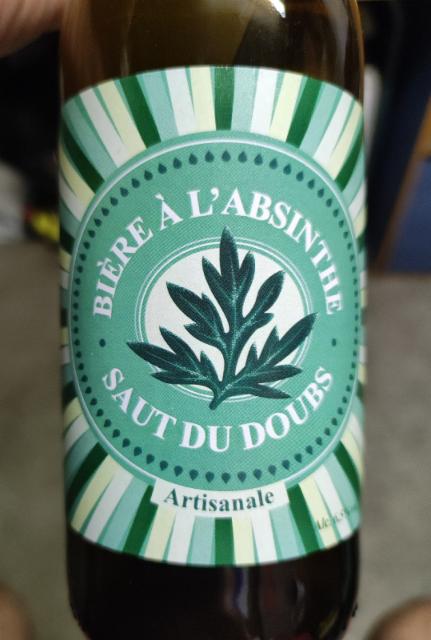 BIÈRE À L'ABSINTHE
SAUT DU DOUBS
Artisanale